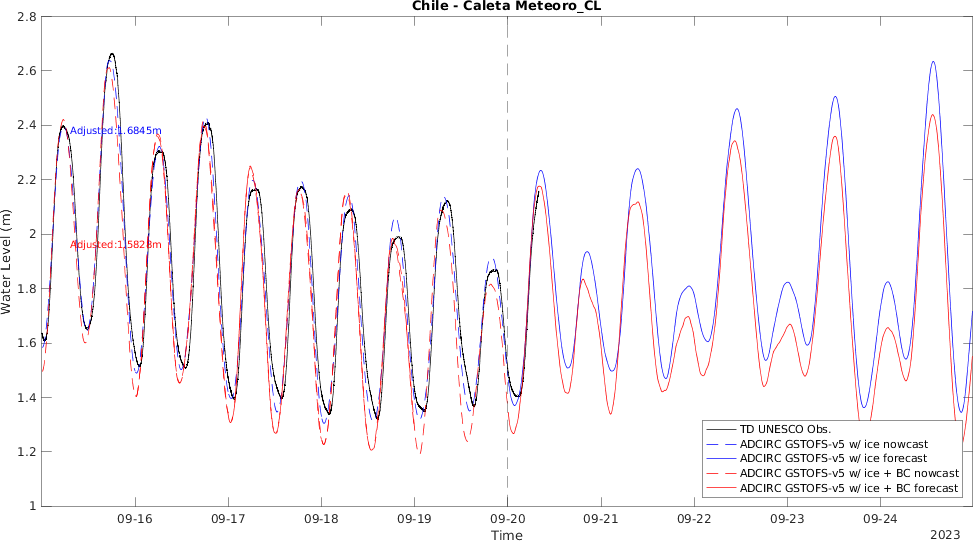 Chile - Caleta Meteoro_CL
2.8
2.6
2.4
2.2
2
1.8
1.6
1.4
1.2
1
Water Level (m)
Adjusted:1.6845m
Adjusted:1.5828m
TD UNESCO Obs.
ADCIRC GSTOFS-v5 w/ ice nowcast
ADCIRC GSTOFS-v5 w/ ice forecast
ADCIRC GSTOFS-v5 w/ ice + BC nowcast
ADCIRC GSTOFS-v5 w/ ice + BC forecast
09-16 09-17 09-18 09-19 09-20 09-21 09-22 09-23 09-24
Time
2023